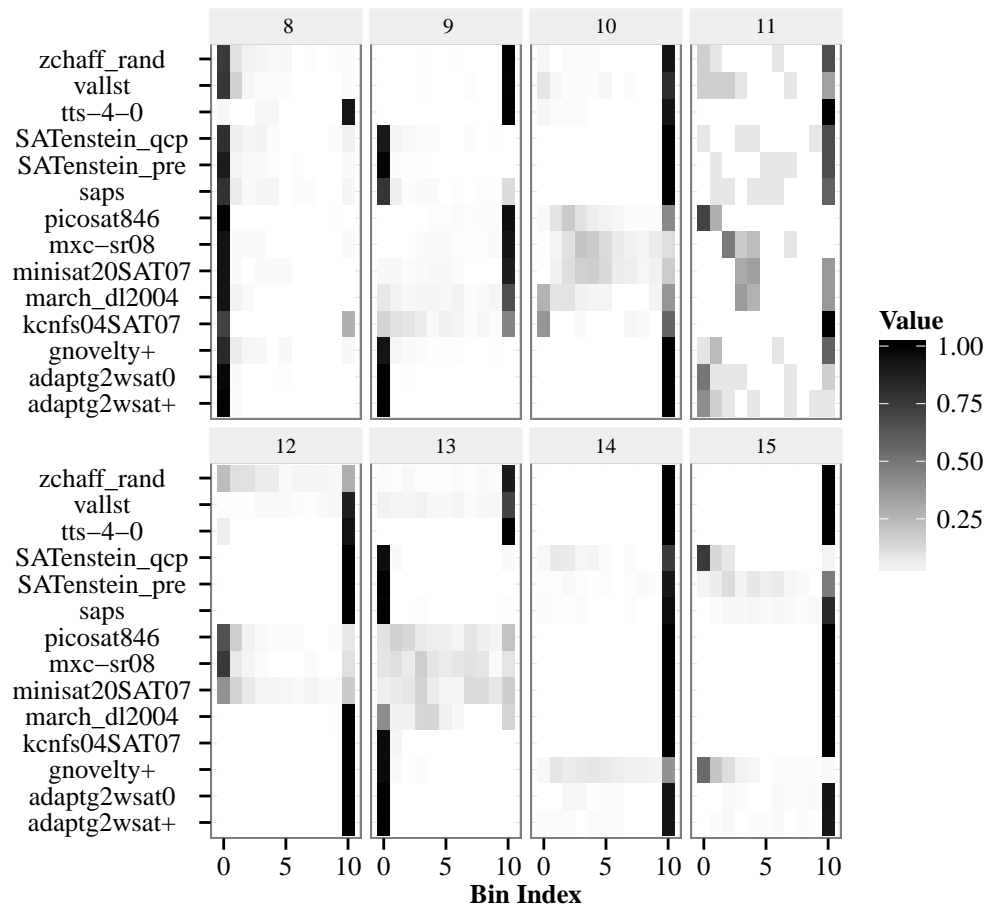 8 9 10 11
zchaff_rand
vallst
tts−4−0
SATenstein_qcp
SATenstein_pre
saps
picosat846
mxc−sr08
minisat20SAT07
march_dl2004
kcnfs04SAT07
gnovelty+
adaptg2wsat0
adaptg2wsat+
12 13 14 15
zchaff_rand
vallst
tts−4−0
SATenstein_qcp
SATenstein_pre
saps
picosat846
mxc−sr08
minisat20SAT07
march_dl2004
kcnfs04SAT07
gnovelty+
adaptg2wsat0
adaptg2wsat+
0 5 10 0 5 10 0 5 10 0 5 10
Bin Index
Value
1.00
0.75
0.50
0.25